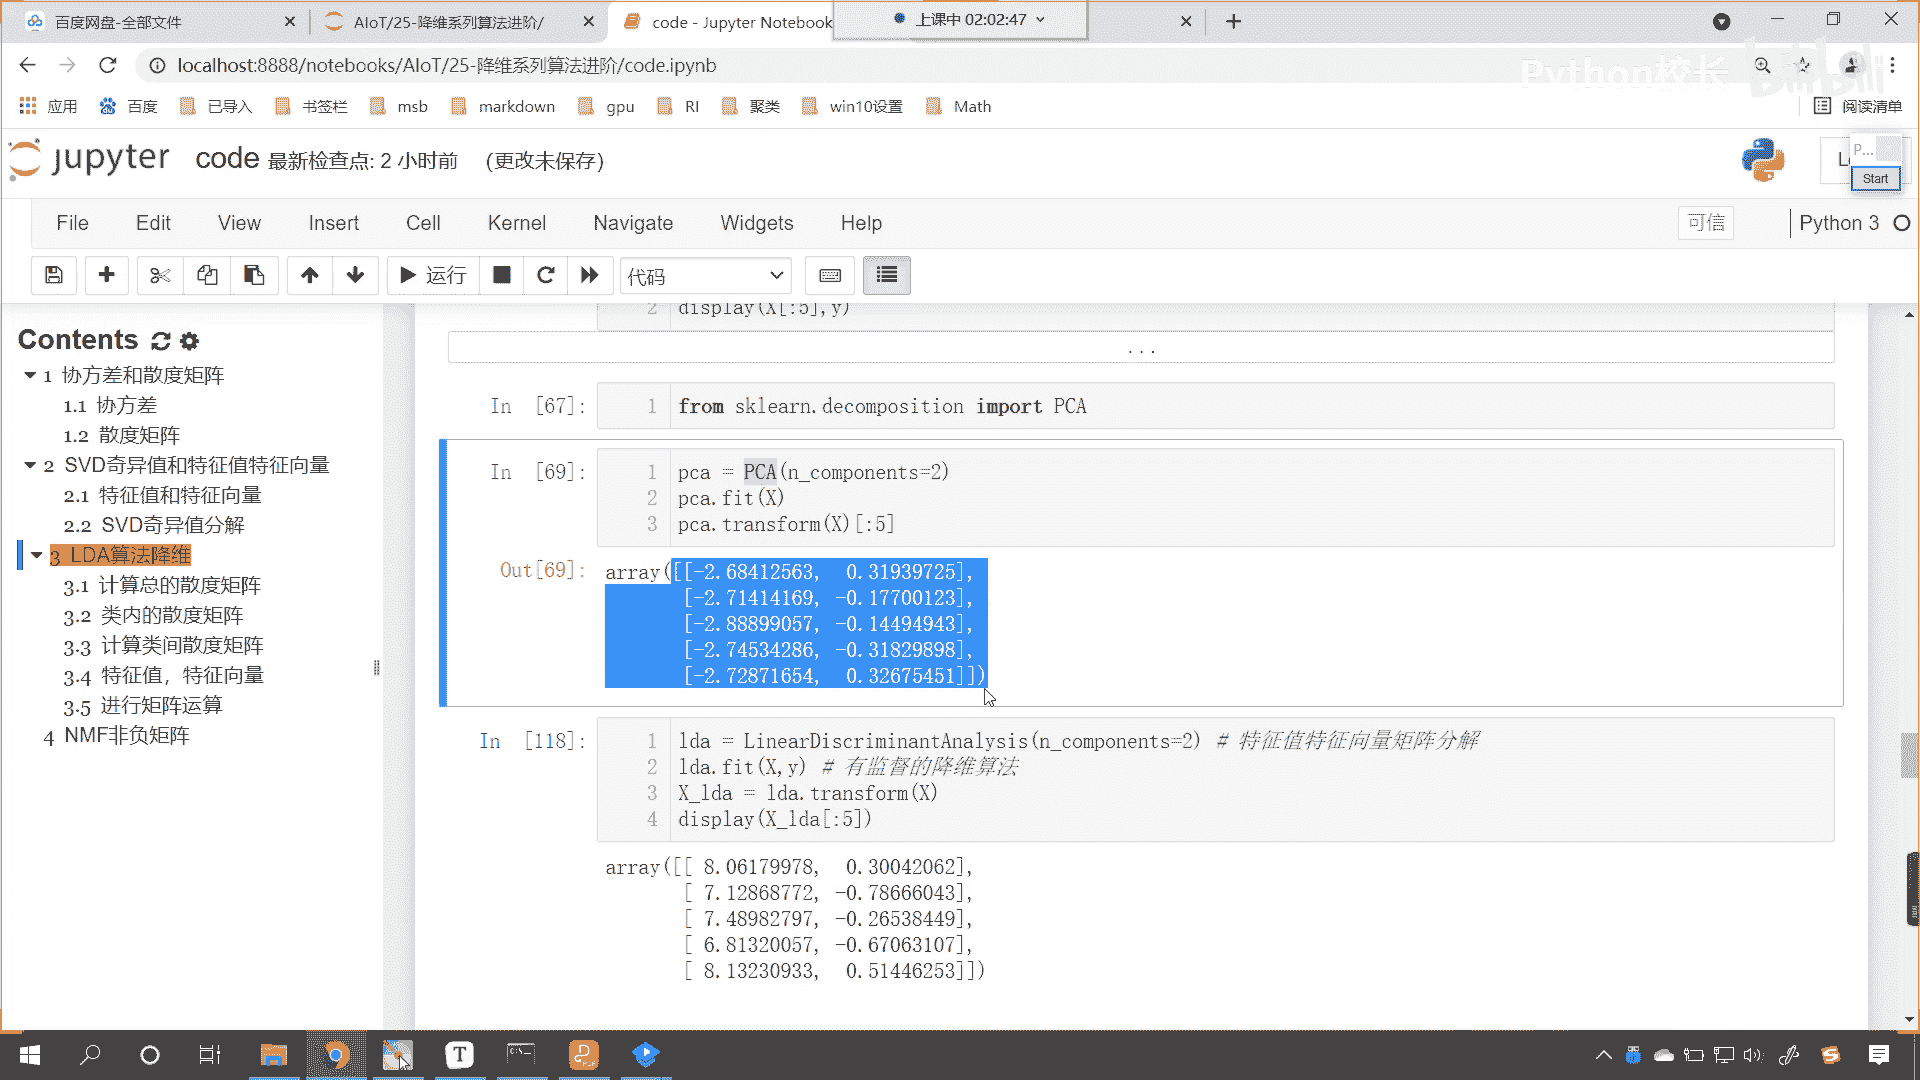 百度网盘-全部文件
AIoT/25-降维系列算法进阶/
code - Jupyter Notebook
上课中 02:02:47
localhost:8888/notebooks/AIoT/25-降维系列算法进阶/code.ipynb
Python校长
bilibili
应用 百度 已导入 书签栏 msb markdown gpu RI 聚类 win10设置 Math 阅读清单
jupyter code 最新检查点: 2 小时前 (更改未保存)
P...
Start
File Edit View Insert Cell Kernel Navigate Widgets Help 可信 Python 3
运行 代码
Contents
1 协方差和散度矩阵
1.1 协方差
1.2 散度矩阵
2 SVD奇异值和特征值特征向量
2.1 特征值和特征向量
2.2 SVD奇异值分解
3 LDA算法降维
3.1 计算总的散度矩阵
3.2 类内的散度矩阵
3.3 计算类间散度矩阵
3.4 特征值，特征向量
3.5 进行矩阵运算
4 NMF非负矩阵
2 display(X[:5],y)
...
In [67]: 1 from sklearn.decomposition import PCA
In [69]: 1 pca = PCA(n_components=2)
2 pca.fit(X)
3 pca.transform(X)[:5]
Out[69]: array([[-2.68412563, 0.31939725],
[-2.71414169, -0.17700123],
[-2.88899057, -0.14494943],
[-2.74534286, -0.31829898],
[-2.72871654, 0.32675451]])
In [118]: 1 lda = LinearDiscriminantAnalysis(n_components=2) # 特征值特征向量矩阵分解
2 lda.fit(X,y) # 有监督的降维算法
3 X_lda = lda.transform(X)
4 display(X_lda[:5])
array([[ 8.06179978, 0.30042062],
[ 7.12868772, -0.78666043],
[ 7.48982797, -0.26538449],
[ 6.81320057, -0.67063107],
[ 8.13230933, 0.51446253]])